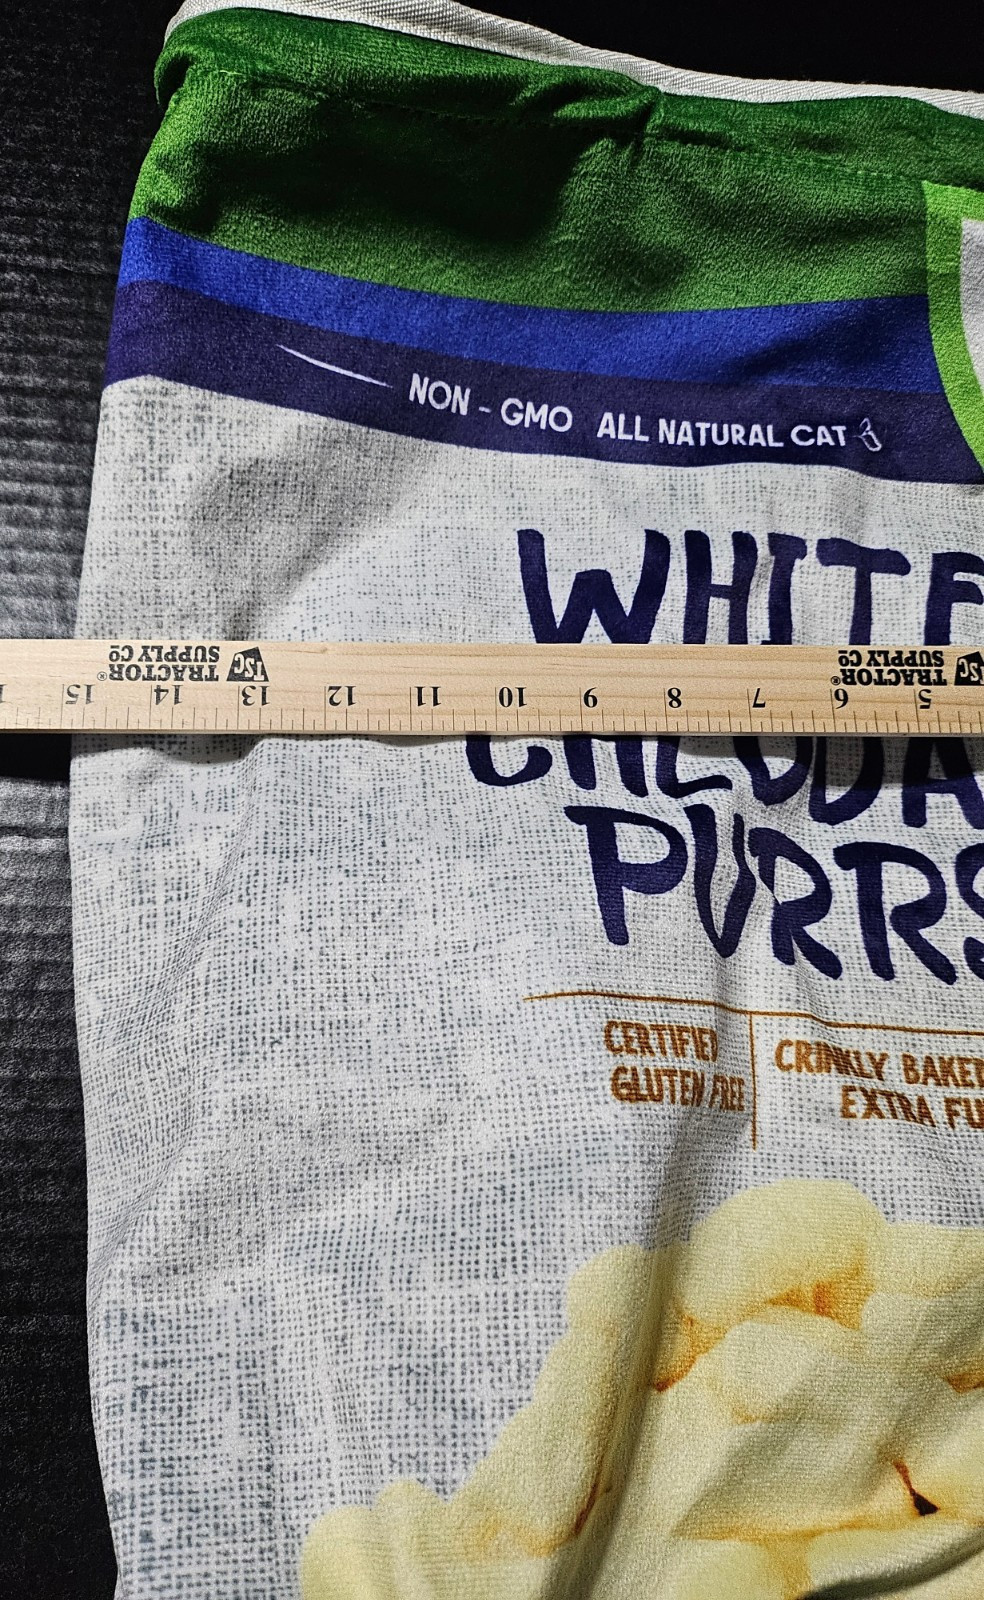 NON - GMO ALL NATURAL CAT
WHITE
TRACTOR SUPPLY CO TSC
TRACTOR SUPPLY CO TSC
15 14 13 12 11 10 9 8 7 6 5
CHEDDA
PURRS
CERTIFIED
GLUTEN FREE
CRINKLY BAKED
EXTRA FU